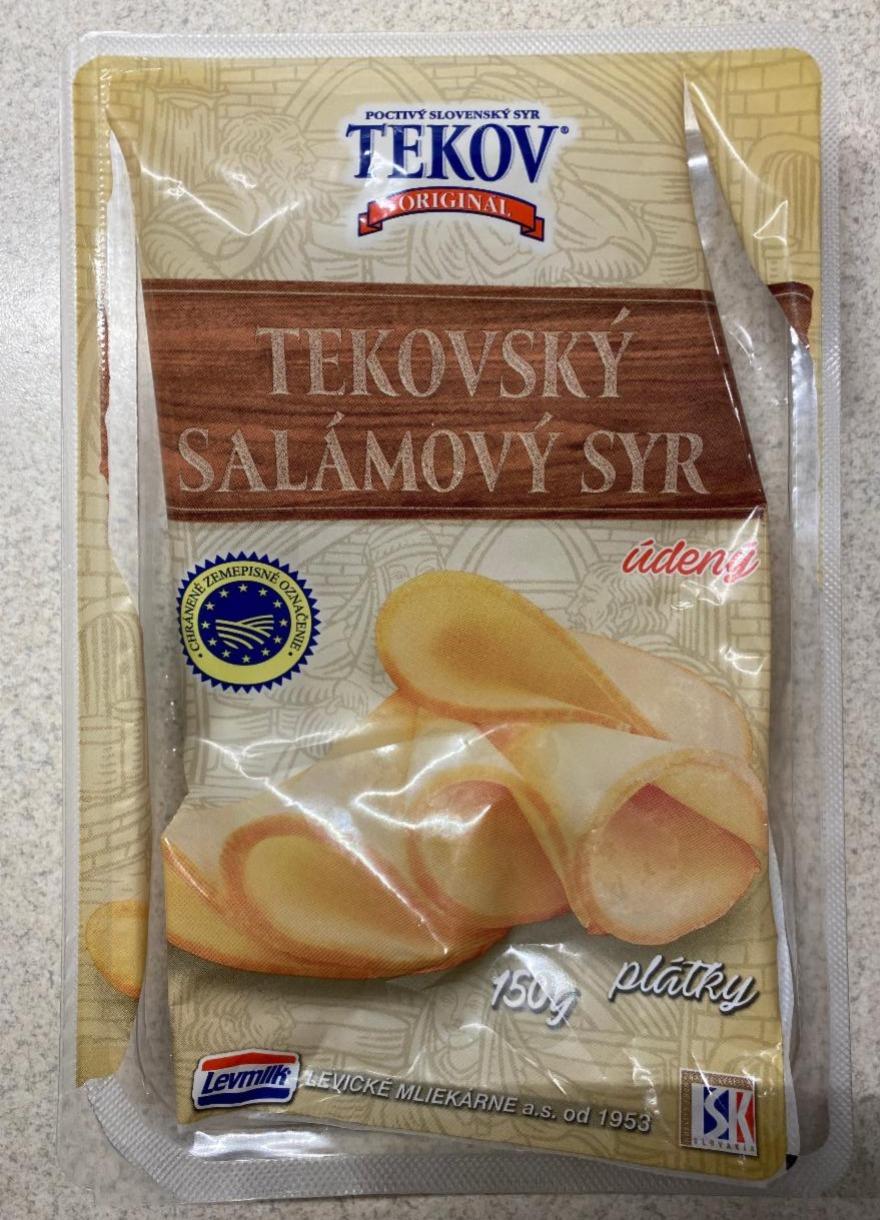 POCTIVÝ SLOVENSKÝ SYR
TEKOV®
ORIGINAL
TEKOVSKÝ
SALÁMOVÝ SYR
údený
• CHRÁNENÉ ZEMEPISNÉ OZNAČENIE •
150g plátky
Levmilk
LEVICKÉ MLIEKÁRNE a.s. od 1953
SK
SLOVAKIA